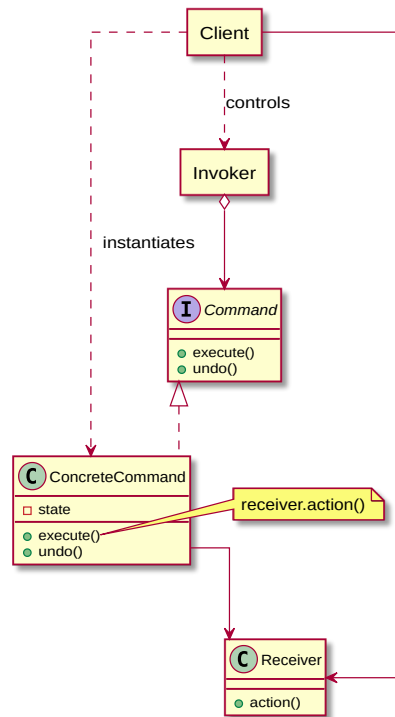 Client
controls
Invoker
instantiates
I Command
execute()
undo()
C ConcreteCommand
state
execute()
undo()
receiver.action()
C Receiver
action()